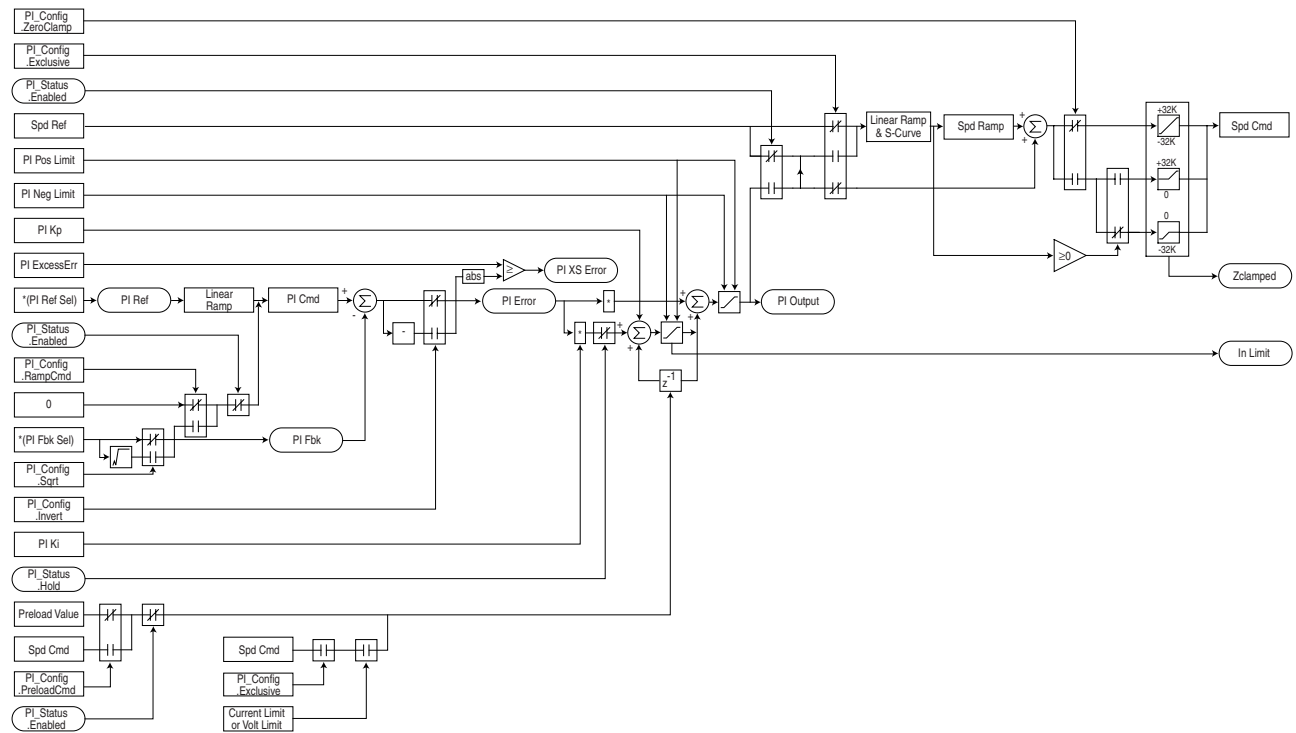 PI_Config
.ZeroClamp
PI_Config
.Exclusive
PI_Status
.Enabled
Spd Ref
Linear Ramp
& S-Curve
Spd Ramp
+
Σ
+
+32K
-32K
Spd Cmd
PI Pos Limit
PI Neg Limit
+32K
0
PI Kp
0
-32K
≥0
PI ExcessErr
≥
abs
PI XS Error
Zclamped
*(PI Ref Sel)
PI Ref
Linear
Ramp
PI Cmd
+
Σ
-
-
PI Error
*
*
+
Σ
+
+
Σ
+
PI Output
PI_Status
.Enabled
In Limit
PI_Config
.RampCmd
z-1
0
*(PI Fbk Sel)
√
PI Fbk
PI_Config
.Sqrt
PI_Config
.Invert
PI Ki
PI_Status
.Hold
Preload Value
Spd Cmd
Spd Cmd
PI_Config
.PreloadCmd
PI_Config
.Exclusive
PI_Status
.Enabled
Current Limit
or Volt Limit